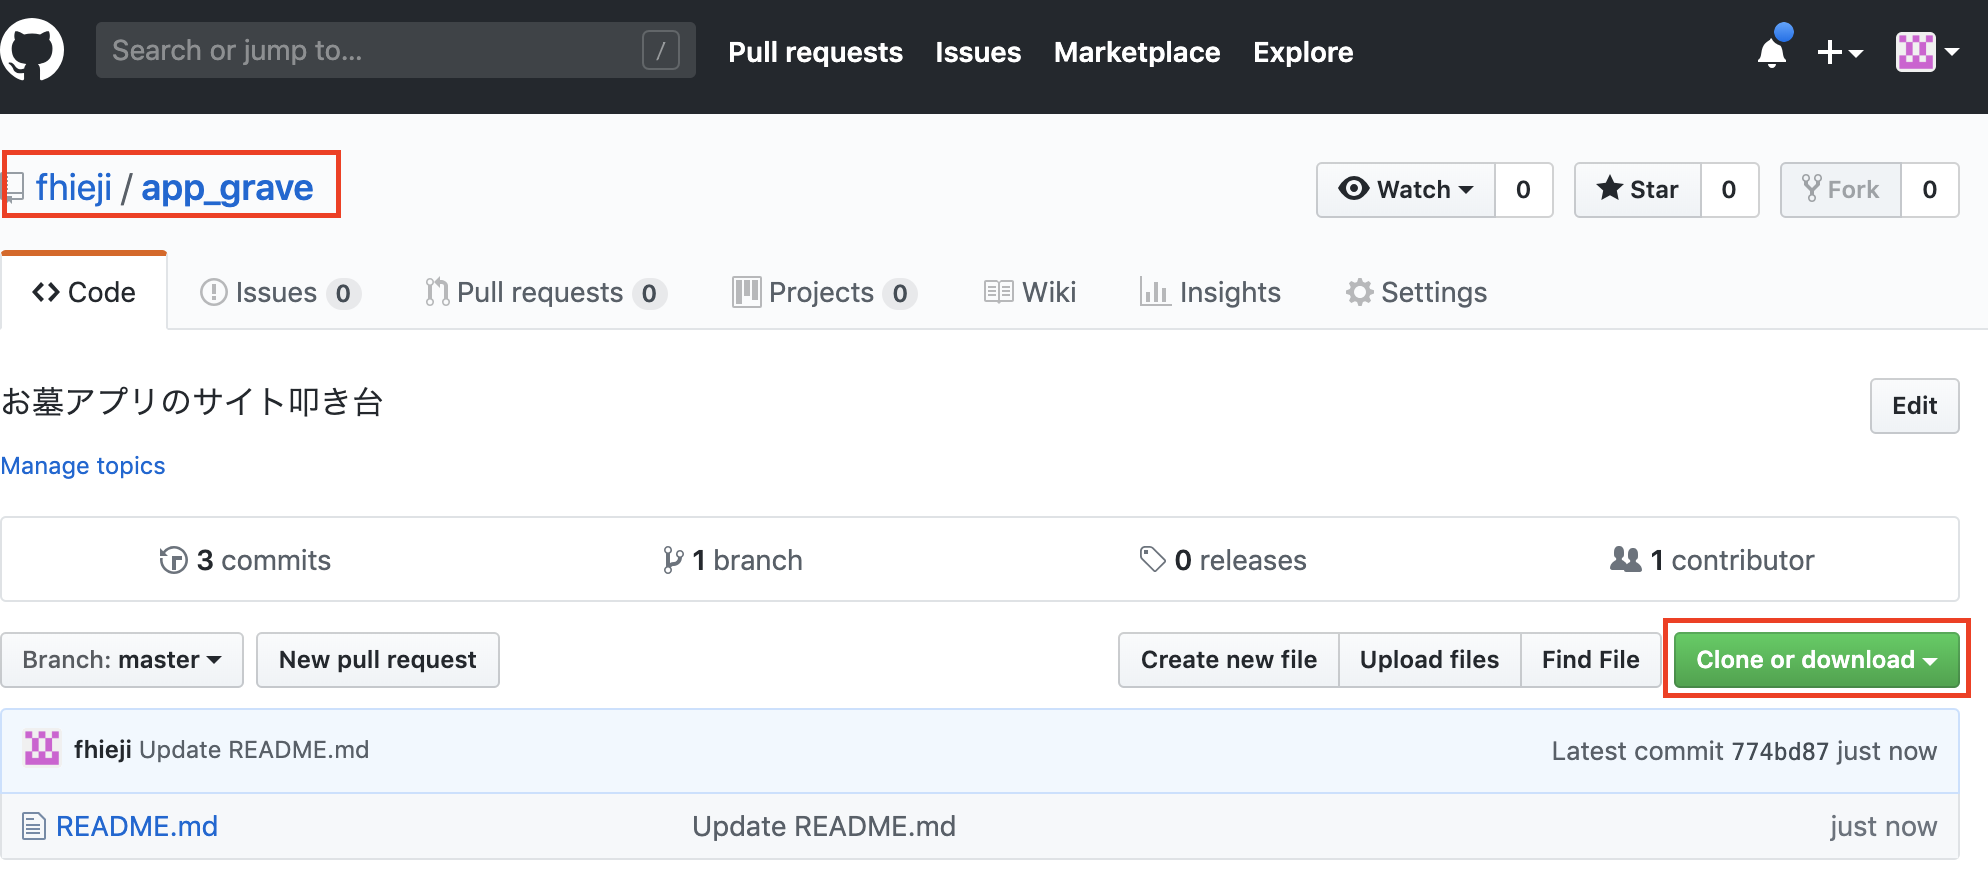 Search or jump to... / Pull requests Issues Marketplace Explore
fhieji / app_grave Watch 0 Star 0 Fork 0
Code Issues 0 Pull requests 0 Projects 0 Wiki Insights Settings
お墓アプリのサイト叩き台 Edit
Manage topics
3 commits 1 branch 0 releases 1 contributor
Branch: master New pull request Create new file Upload files Find File Clone or download
fhieji Update README.md Latest commit 774bd87 just now
README.md Update README.md just now